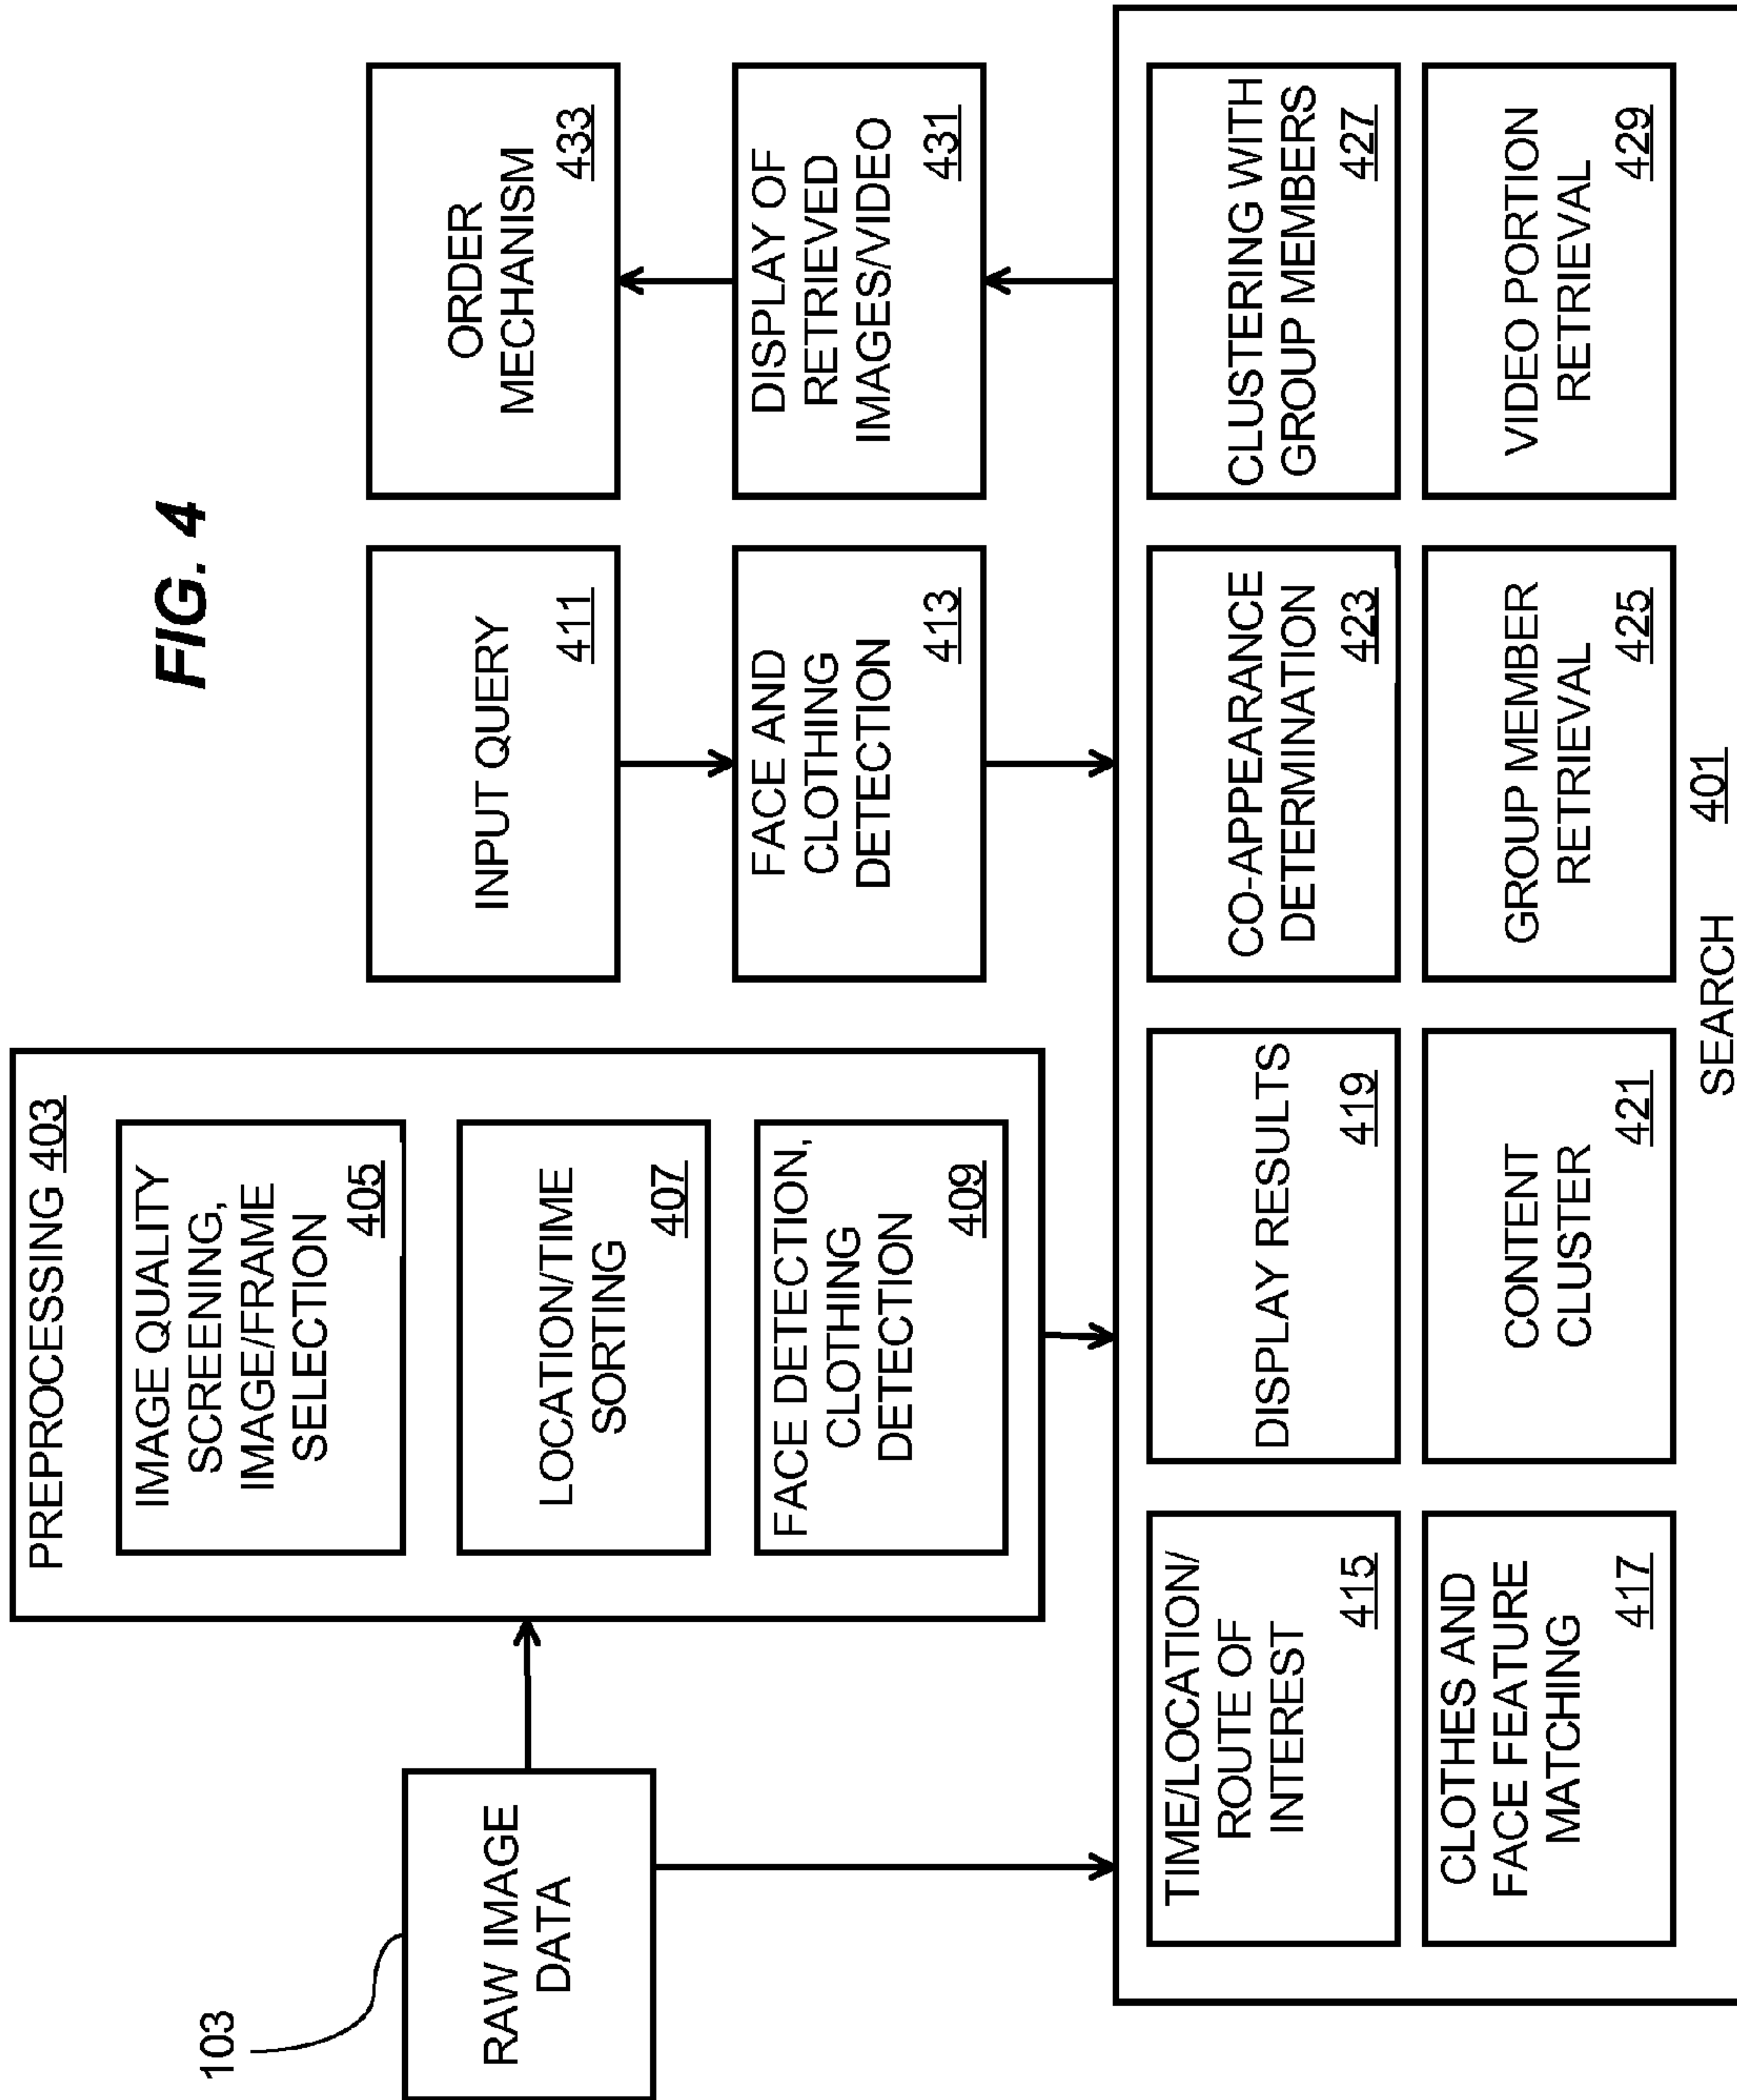 FIG. 4
103
RAW IMAGE
DATA
PREPROCESSING 403
IMAGE QUALITY
SCREENING,
IMAGE/FRAME
SELECTION
405
LOCATION/TIME
SORTING
407
FACE DETECTION,
CLOTHING
DETECTION
409
INPUT QUERY
411
FACE AND
CLOTHING
DETECTION
413
ORDER
MECHANISM
433
DISPLAY OF
RETRIEVED
IMAGES/VIDEO
431
TIME/LOCATION/
ROUTE OF
INTEREST
415
CLOTHES AND
FACE FEATURE
MATCHING
417
DISPLAY RESULTS
419
CONTENT
CLUSTER
421
CO-APPEARANCE
DETERMINATION
423
GROUP MEMBER
RETRIEVAL
425
CLUSTERING WITH
GROUP MEMBERS
427
VIDEO PORTION
RETRIEVAL
429
SEARCH 401